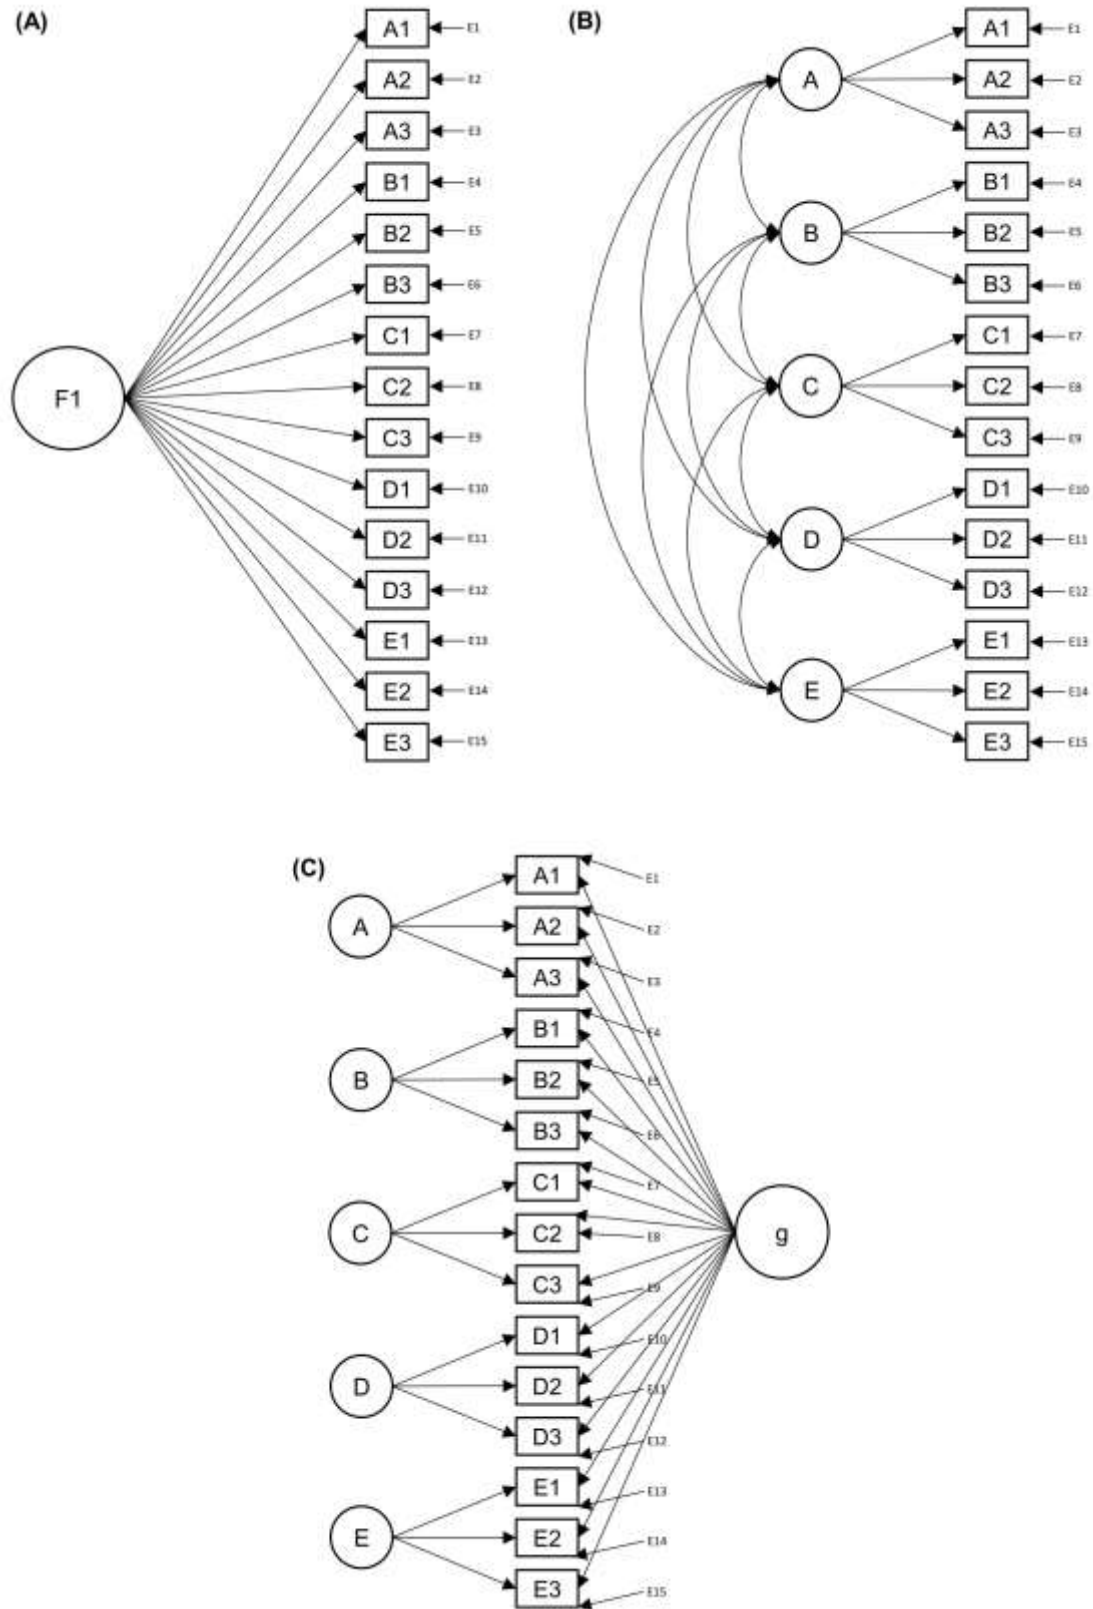 (A)
A1 E1
A2 E2
A3 E3
B1 E4
B2 E5
B3 E6
C1 E7
F1
C2 E8
C3 E9
D1 E10
D2 E11
D3 E12
E1 E13
E2 E14
E3 E15
(B)
A1 E1
A
A2 E2
A3 E3
B1 E4
B
B2 E5
B3 E6
C1 E7
C
C2 E8
C3 E9
D1 E10
D
D2 E11
D3 E12
E1 E13
E
E2 E14
E3 E15
(C)
A1 E1
A
A2 E2
A3 E3
B1 E4
B
B2 E5
B3 E6
C1 E7
C
C2 E8
g
C3 E9
D1 E10
D
D2 E11
D3 E12
E1 E13
E
E2 E14
E3 E15